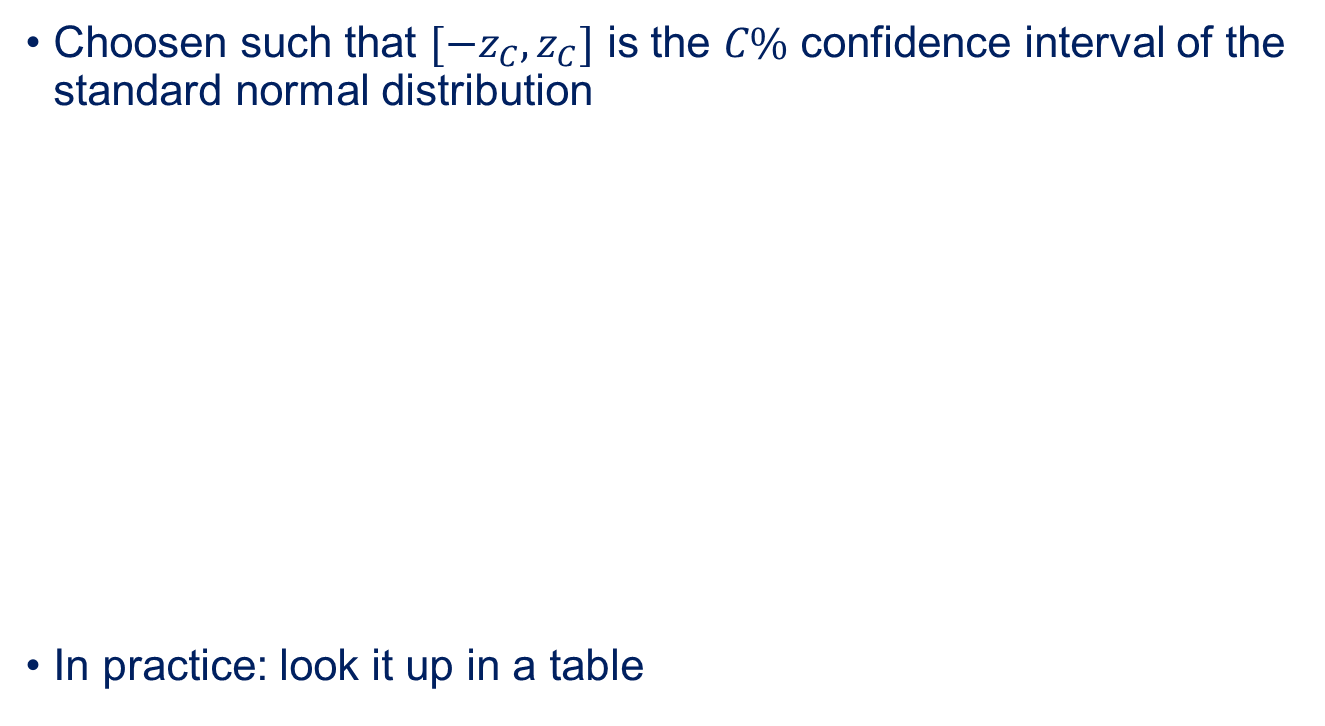 • Choosen such that [−z_C, z_C] is the C% confidence interval of the
standard normal distribution
• In practice: look it up in a table